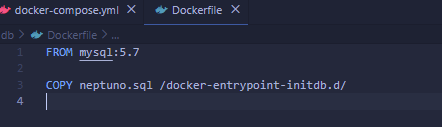 docker-compose.yml Dockerfile
db > Dockerfile > ...
1 FROM mysql:5.7
2
3 COPY neptuno.sql /docker-entrypoint-initdb.d/
4